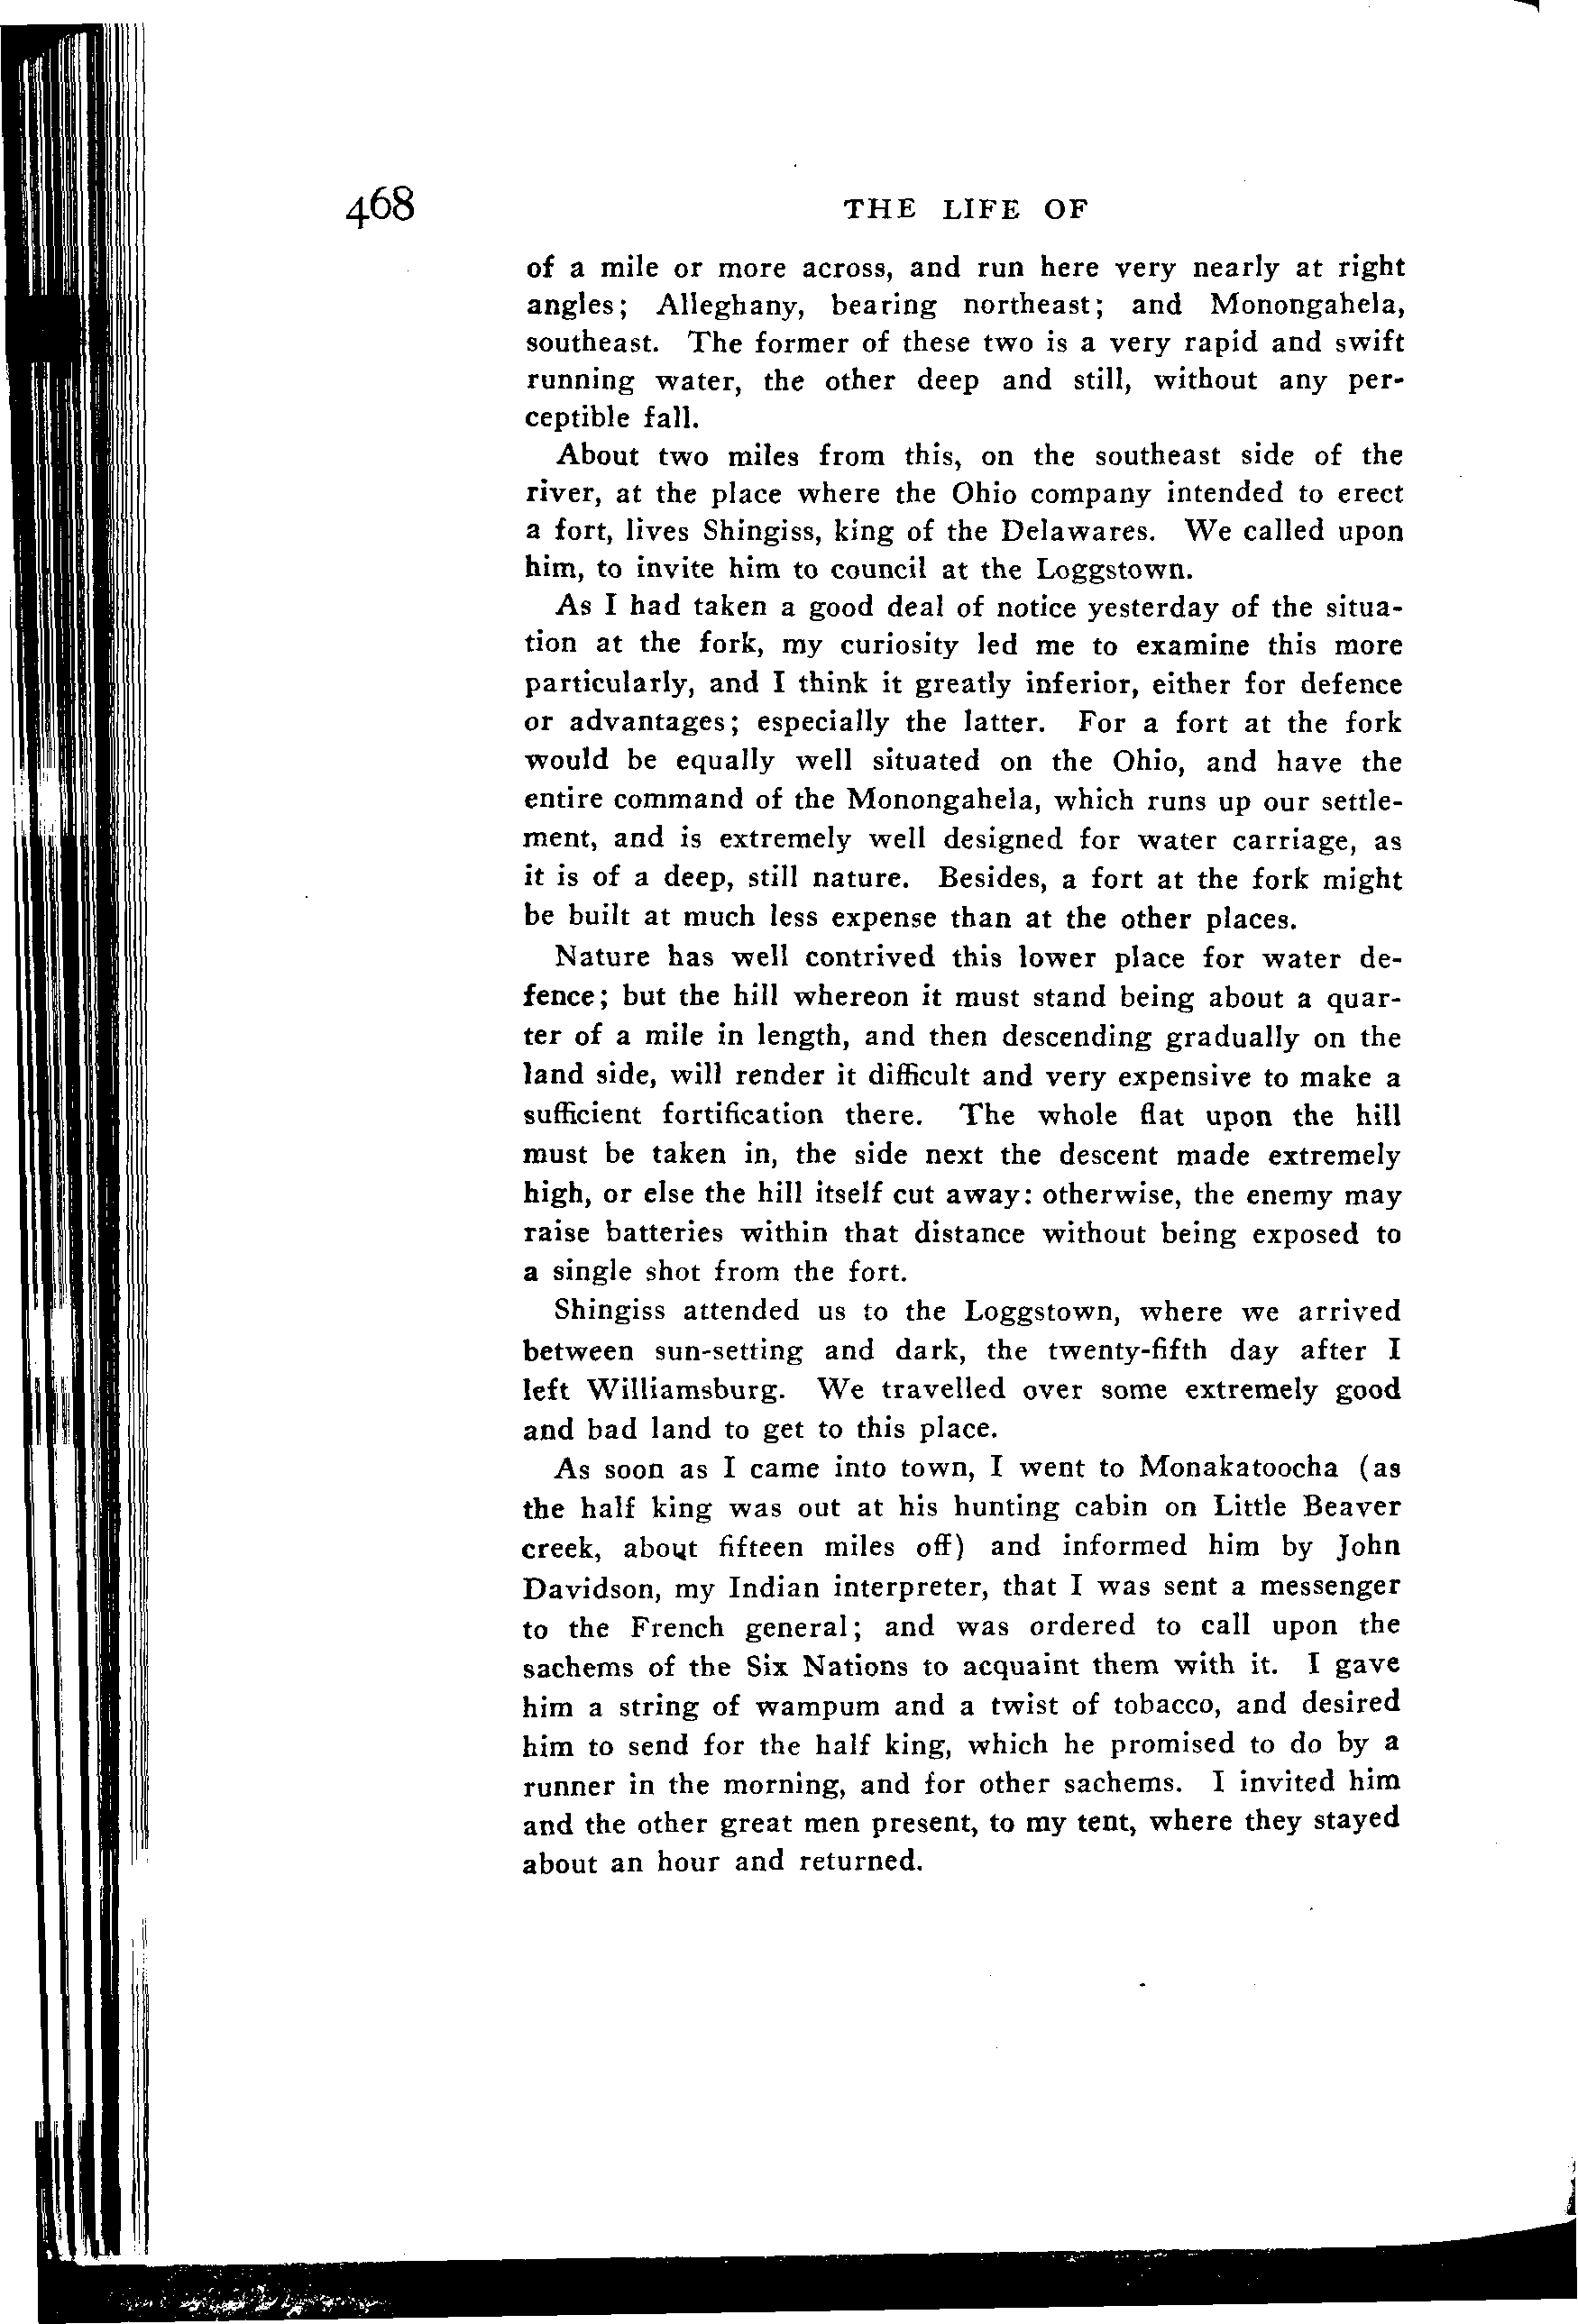 468
THE LIFE OF
of a mile or more across, and run here very nearly at right
angles; Alleghany, bearing northeast; and Monongahela,
southeast. The former of these two is a very rapid and swift
running water, the other deep and still, without any per-
ceptible fall.
About two miles from this, on the southeast side of the
river, at the place where the Ohio company intended to erect
a fort, lives Shingiss, king of the Delawares. We called upon
him, to invite him to council at the Loggstown.
As I had taken a good deal of notice yesterday of the situa-
tion at the fork, my curiosity led me to examine this more
particularly, and I think it greatly inferior, either for defence
or advantages; especially the latter. For a fort at the fork
would be equally well situated on the Ohio, and have the
entire command of the Monongahela, which runs up our settle-
ment, and is extremely well designed for water carriage, as
it is of a deep, still nature. Besides, a fort at the fork might
be built at much less expense than at the other places.
Nature has well contrived this lower place for water de-
fence; but the hill whereon it must stand being about a quar-
ter of a mile in length, and then descending gradually on the
land side, will render it difficult and very expensive to make a
sufficient fortification there. The whole flat upon the hill
must be taken in, the side next the descent made extremely
high, or else the hill itself cut away: otherwise, the enemy may
raise batteries within that distance without being exposed to
a single shot from the fort.
Shingiss attended us to the Loggstown, where we arrived
between sun-setting and dark, the twenty-fifth day after I
left Williamsburg. We travelled over some extremely good
and bad land to get to this place.
As soon as I came into town, I went to Monakatoocha (as
the half king was out at his hunting cabin on Little Beaver
creek, about fifteen miles off) and informed him by John
Davidson, my Indian interpreter, that I was sent a messenger
to the French general; and was ordered to call upon the
sachems of the Six Nations to acquaint them with it. I gave
him a string of wampum and a twist of tobacco, and desired
him to send for the half king, which he promised to do by a
runner in the morning, and for other sachems. I invited him
and the other great men present, to my tent, where they stayed
about an hour and returned.